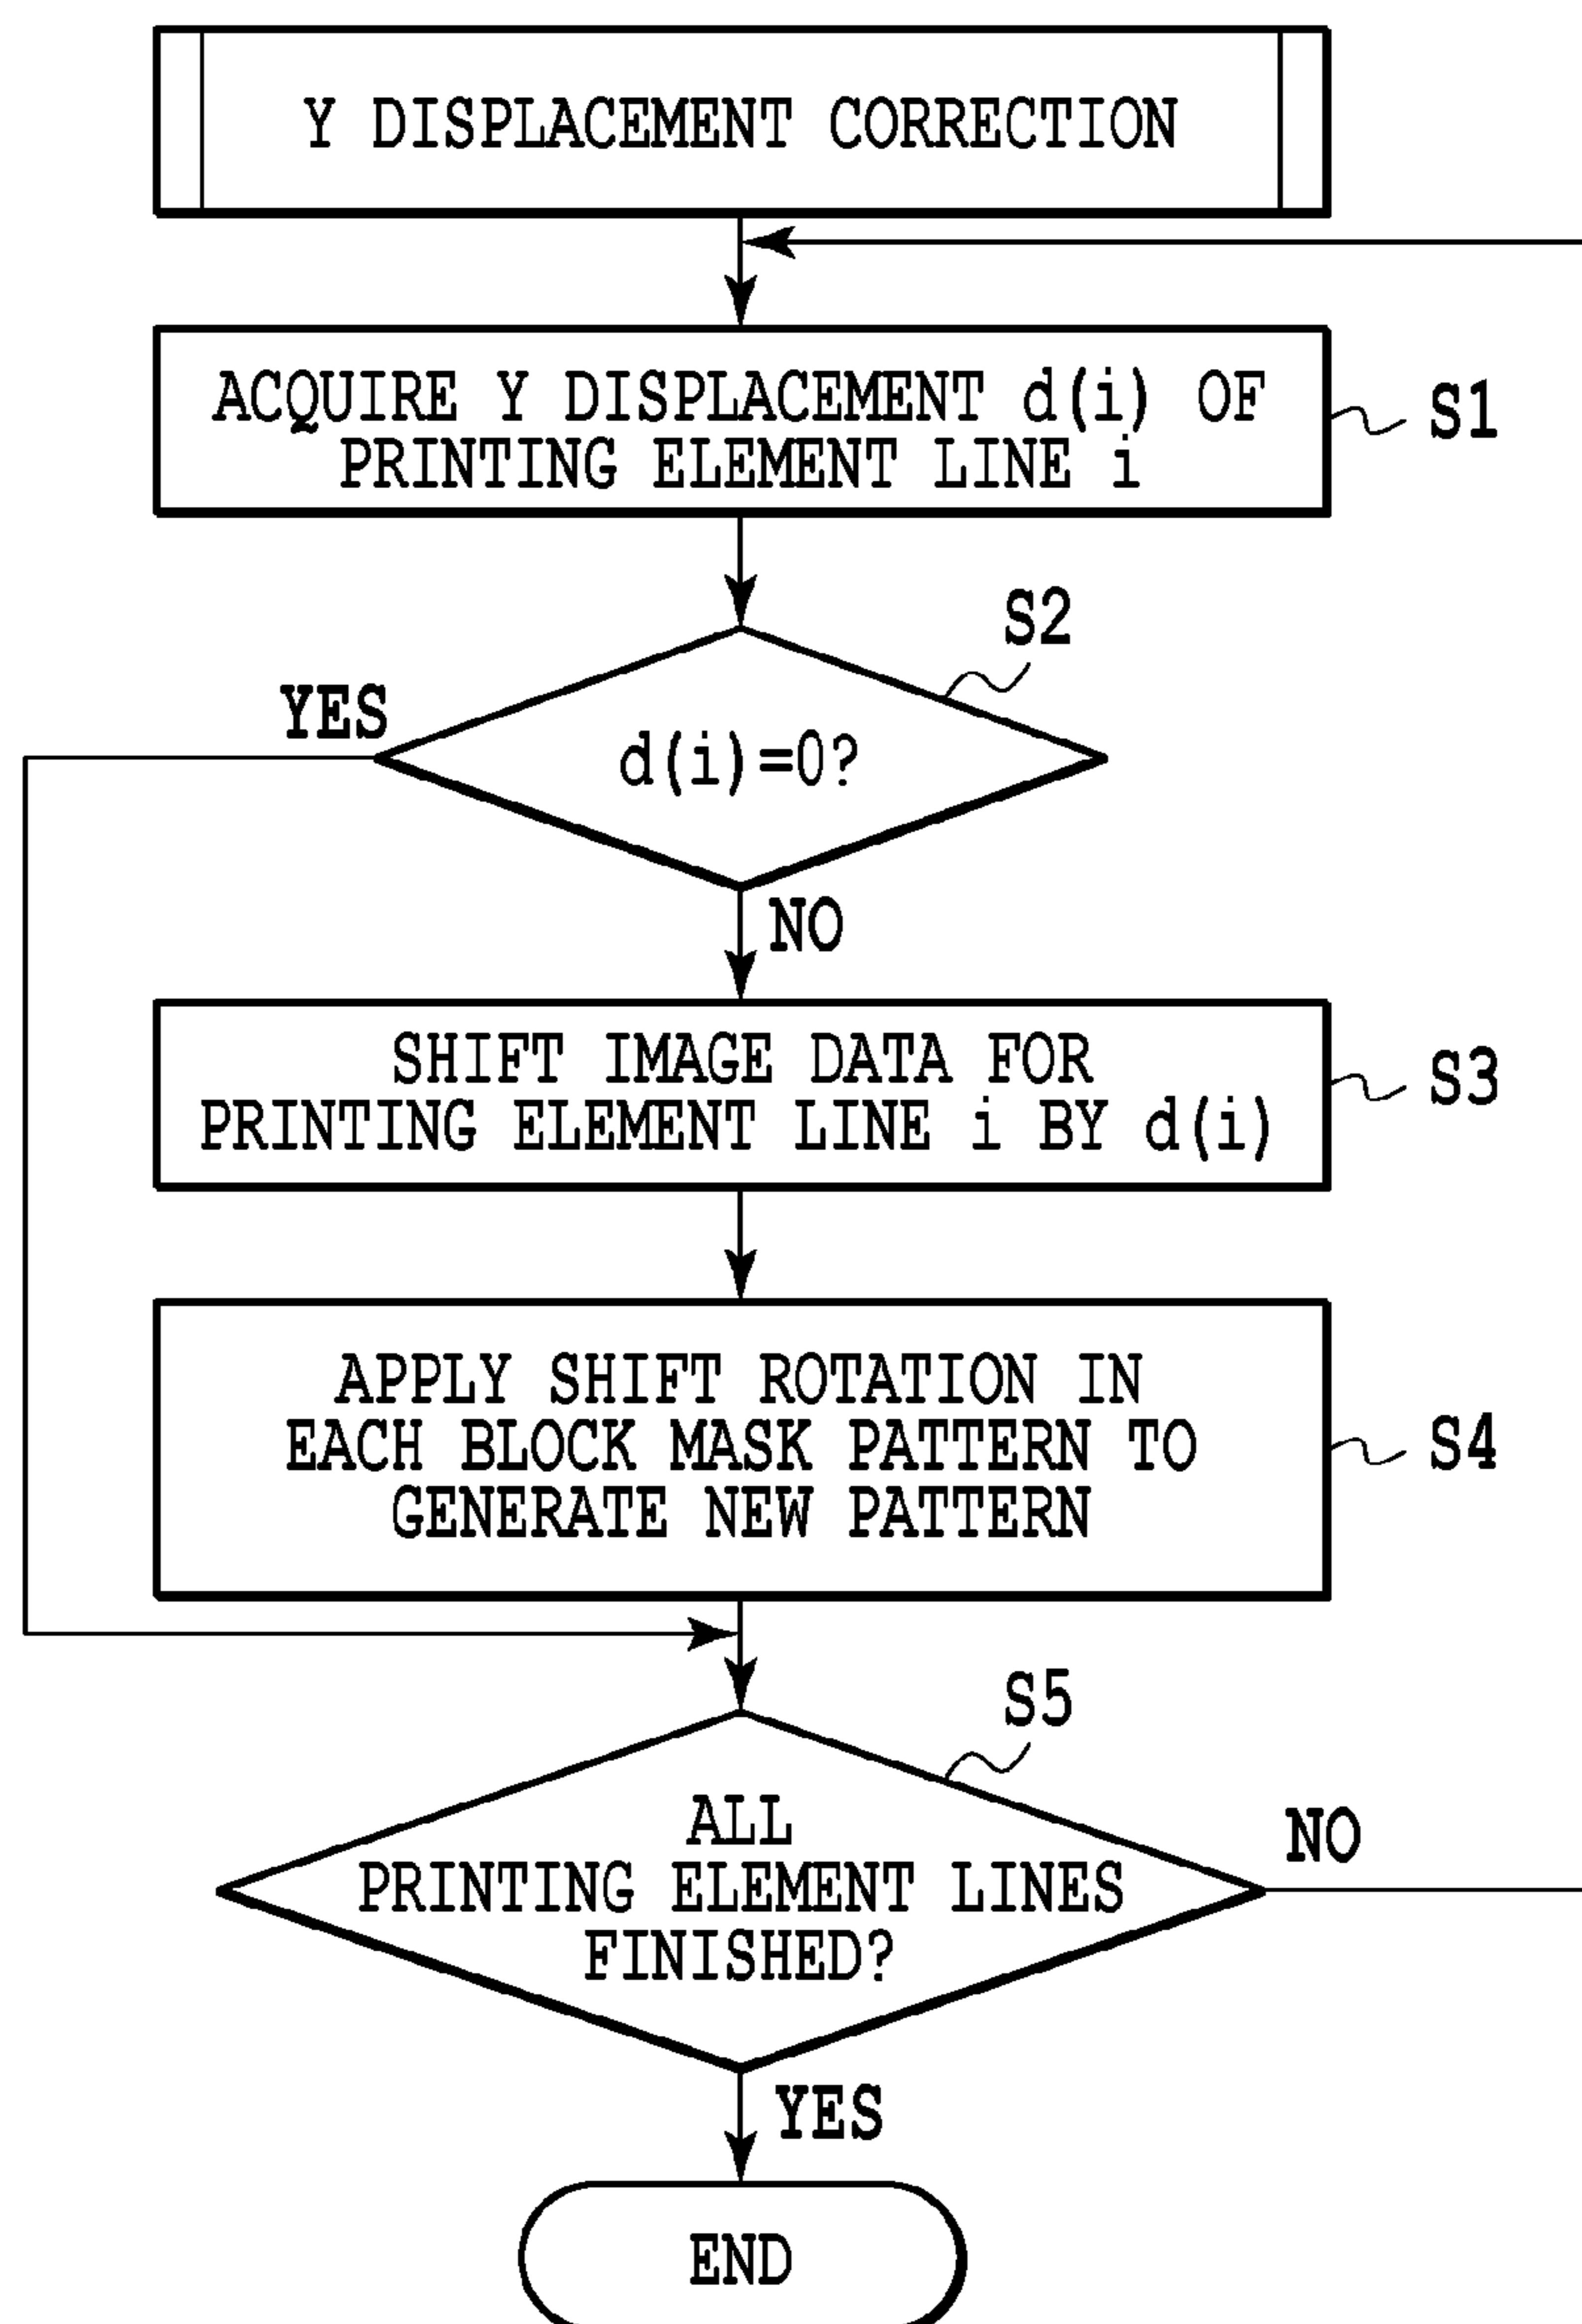 Y DISPLACEMENT CORRECTION
ACQUIRE Y DISPLACEMENT d(i) OF
PRINTING ELEMENT LINE i
S1
S2
YES
d(i)=0?
NO
SHIFT IMAGE DATA FOR
PRINTING ELEMENT LINE i BY d(i)
S3
APPLY SHIFT ROTATION IN
EACH BLOCK MASK PATTERN TO
GENERATE NEW PATTERN
S4
S5
ALL
PRINTING ELEMENT LINES
FINISHED?
NO
YES
END